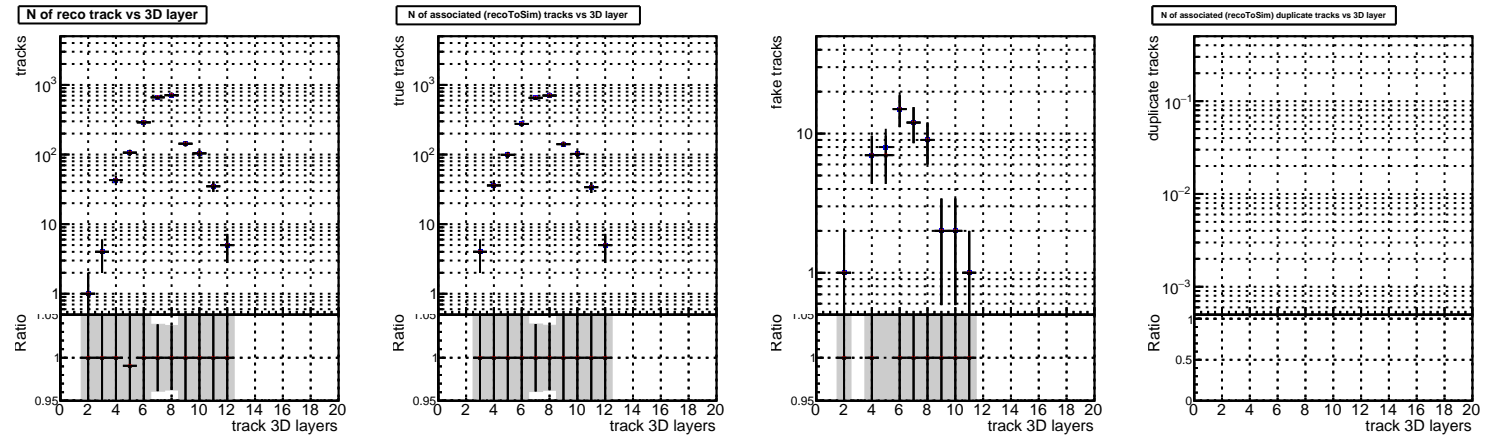 N of reco track vs 3D layer
tracks
10³
10²
10
1
Ratio
1.05
1
0.95
0 2 4 6 8 10 12 14 16 18 20
track 3D layers
N of associated (recoToSim) tracks vs 3D layer
true tracks
10³
10²
10
1
Ratio
1.05
1
0.95
0 2 4 6 8 10 12 14 16 18 20
track 3D layers
fake tracks
10
1
Ratio
1.05
1
0.95
0 2 4 6 8 10 12 14 16 18 20
track 3D layers
N of associated (recoToSim) duplicate tracks vs 3D layer
duplicate tracks
10⁻¹
10⁻²
10⁻³
Ratio
1
0.5
0
0 2 4 6 8 10 12 14 16 18 20
track 3D layers